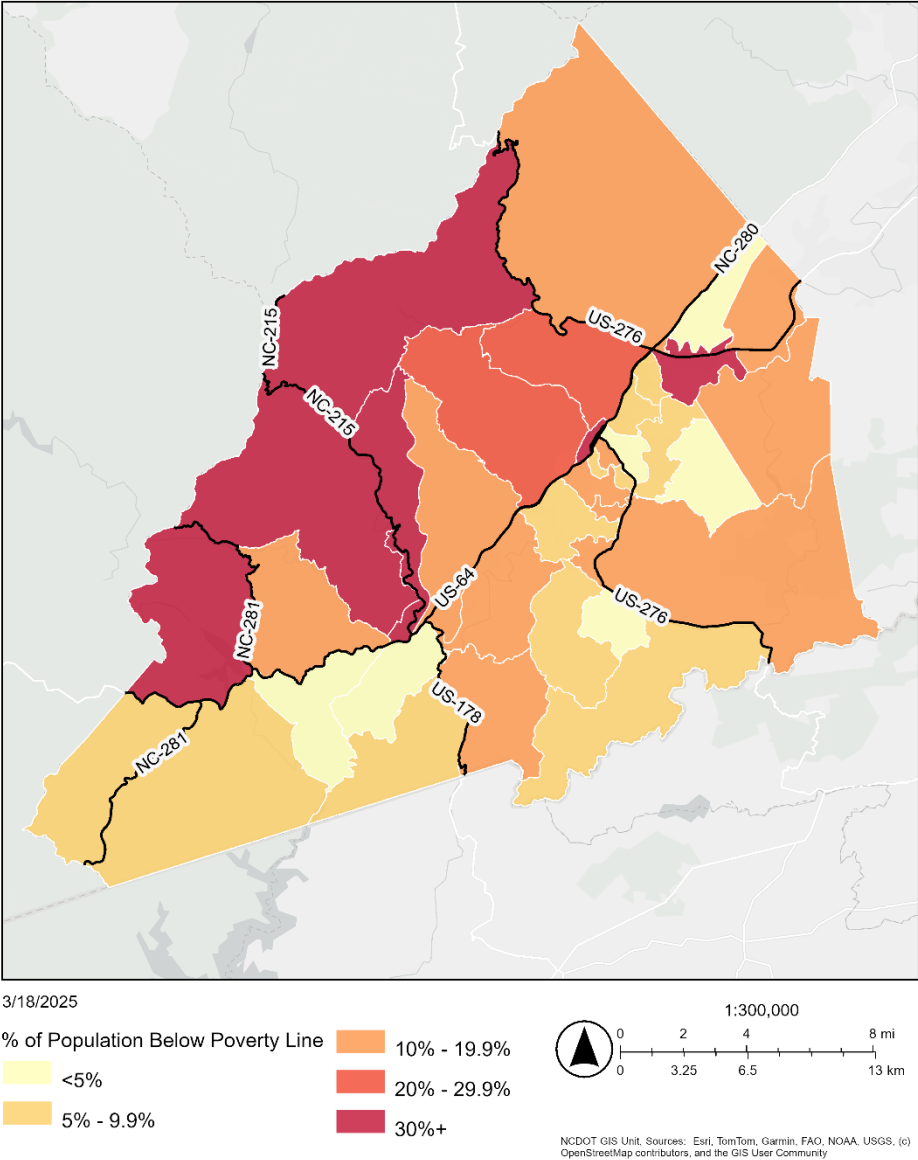 NC-280
US-276
NC-215
NC-215
US-64
US-276
NC-281
US-178
NC-281
3/18/2025
% of Population Below Poverty Line
<5%
5% - 9.9%
10% - 19.9%
20% - 29.9%
30%+
1:300,000
0 2 4 8 mi
0 3.25 6.5 13 km
NCDOT GIS Unit, Sources: Esri, TomTom, Garmin, FAO, NOAA, USGS, (c)
OpenStreetMap contributors, and the GIS User Community